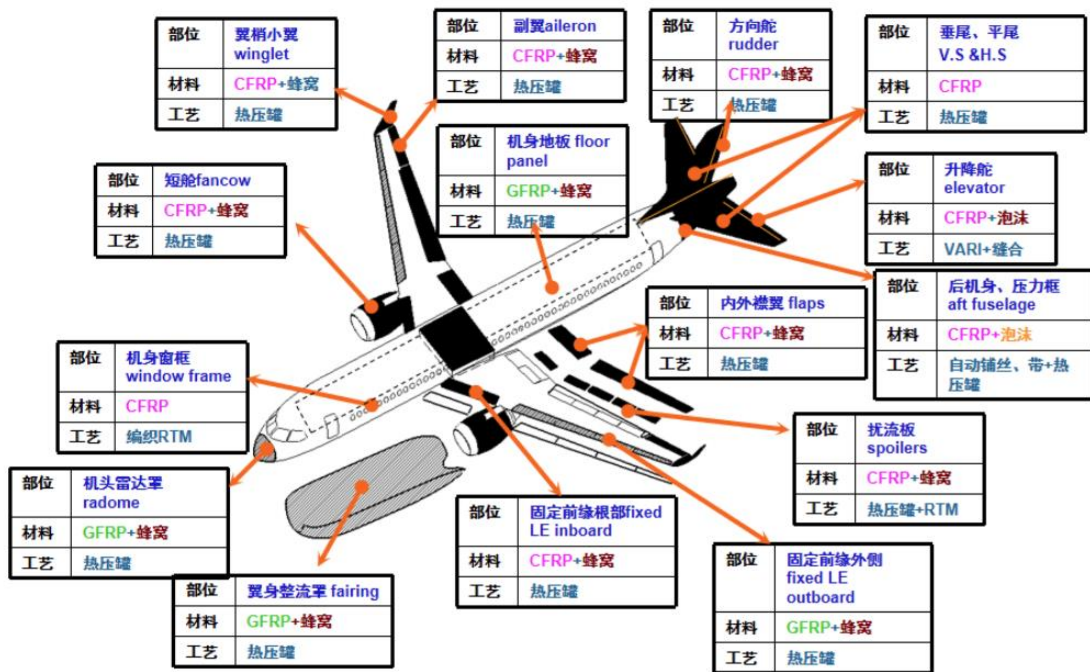 部位 翼梢小翼
winglet
材料 CFRP+蜂窝
工艺 热压罐
部位 副翼aileron
材料 CFRP+蜂窝
工艺 热压罐
部位 方向舵
rudder
材料 CFRP+蜂窝
工艺 热压罐
部位 垂尾、平尾
V.S &H.S
材料 CFRP
工艺 热压罐
部位 短舱fancow
材料 CFRP+蜂窝
工艺 热压罐
部位 机身地板 floor
panel
材料 GFRP+蜂窝
工艺 热压罐
部位 升降舵
elevator
材料 CFRP+泡沫
工艺 VARI+缝合
部位 后机身、压力框
aft fuselage
材料 CFRP+泡沫
工艺 自动铺丝、带+热
压罐
部位 内外襟翼 flaps
材料 CFRP+蜂窝
工艺 热压罐
部位 机身窗框
window frame
材料 CFRP
工艺 编织RTM
部位 扰流板
spoilers
材料 CFRP+蜂窝
工艺 热压罐+RTM
部位 机头雷达罩
radome
材料 GFRP+蜂窝
工艺 热压罐
部位 固定前缘根部fixed
LE inboard
材料 CFRP+蜂窝
工艺 热压罐
部位 固定前缘外侧
fixed LE
outboard
材料 GFRP+蜂窝
工艺 热压罐
部位 翼身整流罩 fairing
材料 GFRP+蜂窝
工艺 热压罐